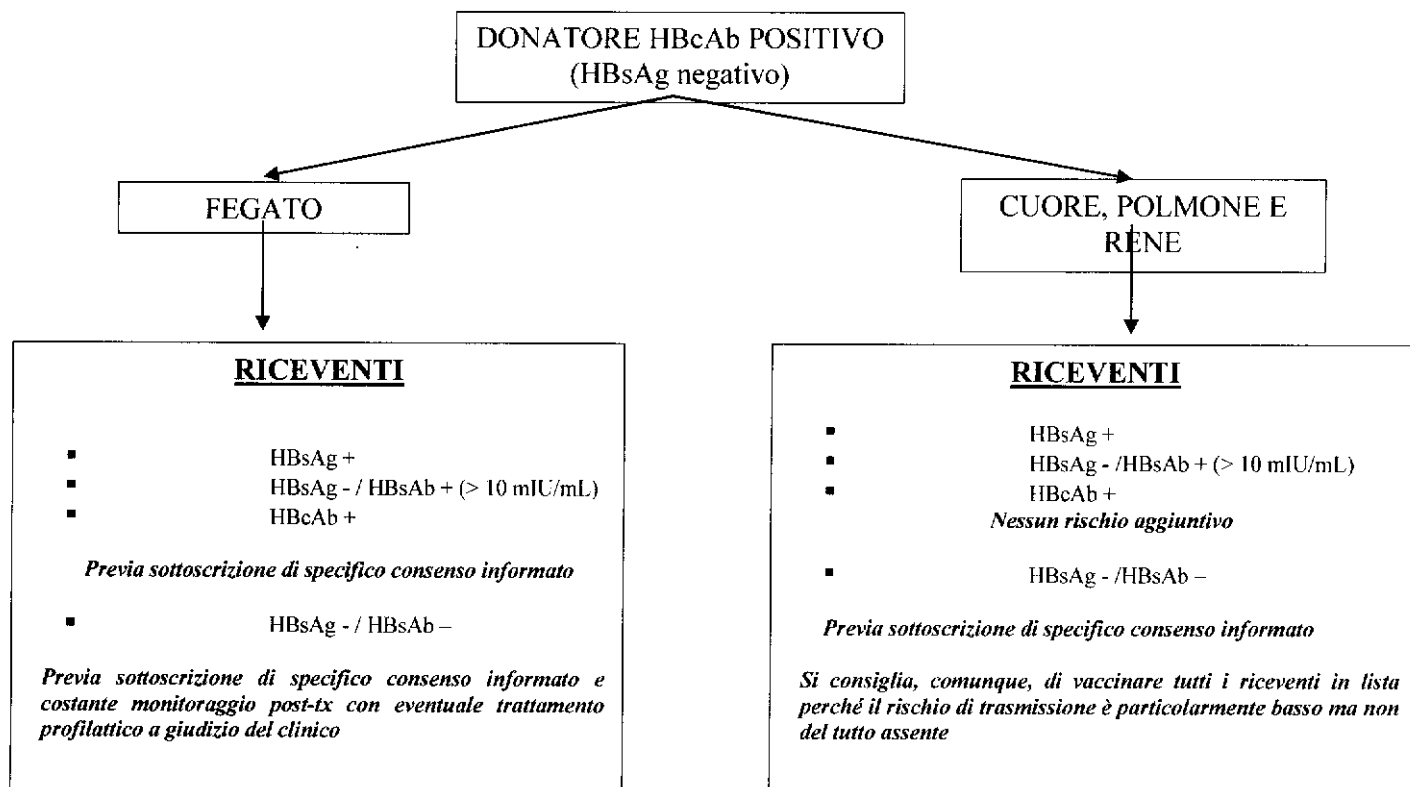 DONATORE HBcAb POSITIVO
(HBsAg negativo)
FEGATO
CUORE, POLMONE E
RENE
RICEVENTI
▪ HBsAg +
▪ HBsAg - / HBsAb + (> 10 mIU/mL)
▪ HBcAb +
Previa sottoscrizione di specifico consenso informato
▪ HBsAg - / HBsAb –
Previa sottoscrizione di specifico consenso informato e
costante monitoraggio post-tx con eventuale trattamento
profilattico a giudizio del clinico
RICEVENTI
▪ HBsAg +
▪ HBsAg - /HBsAb + (> 10 mIU/mL)
▪ HBcAb +
Nessun rischio aggiuntivo
▪ HBsAg - /HBsAb –
Previa sottoscrizione di specifico consenso informato
Si consiglia, comunque, di vaccinare tutti i riceventi in lista
perché il rischio di trasmissione è particolarmente basso ma non
del tutto assente